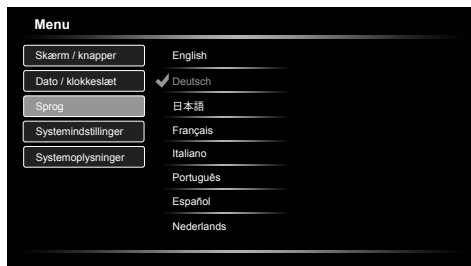 Menu
Skærm / knapper
Dato / klokkeslæt
Sprog
Systemindstillinger
Systemoplysninger
English
Deutsch
日本語
Français
Italiano
Português
Español
Nederlands